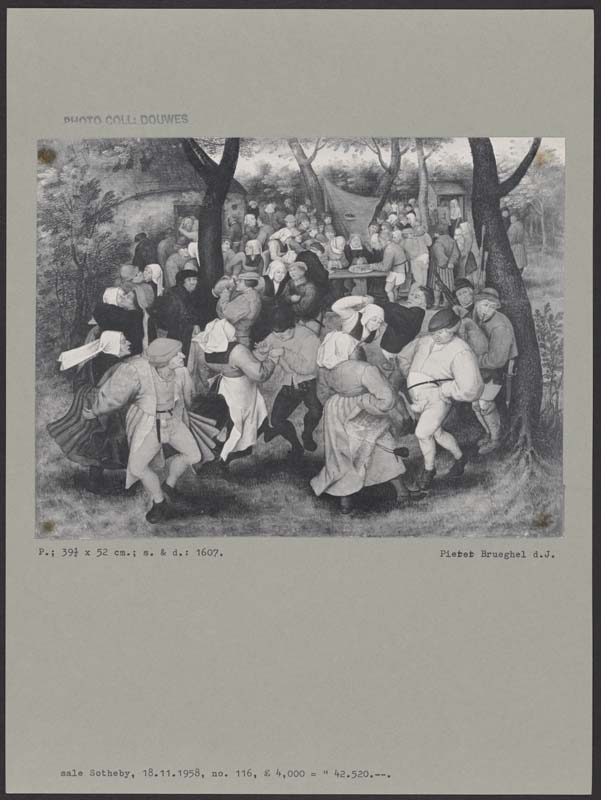 PHOTO COLL: DOUWES
P.; 39½ x 52 cm.; s. & d.: 1607.
Pieter Brueghel d.J.
sale Sotheby, 18.11.1958, no. 116, £ 4,000 = " 42.520.--.